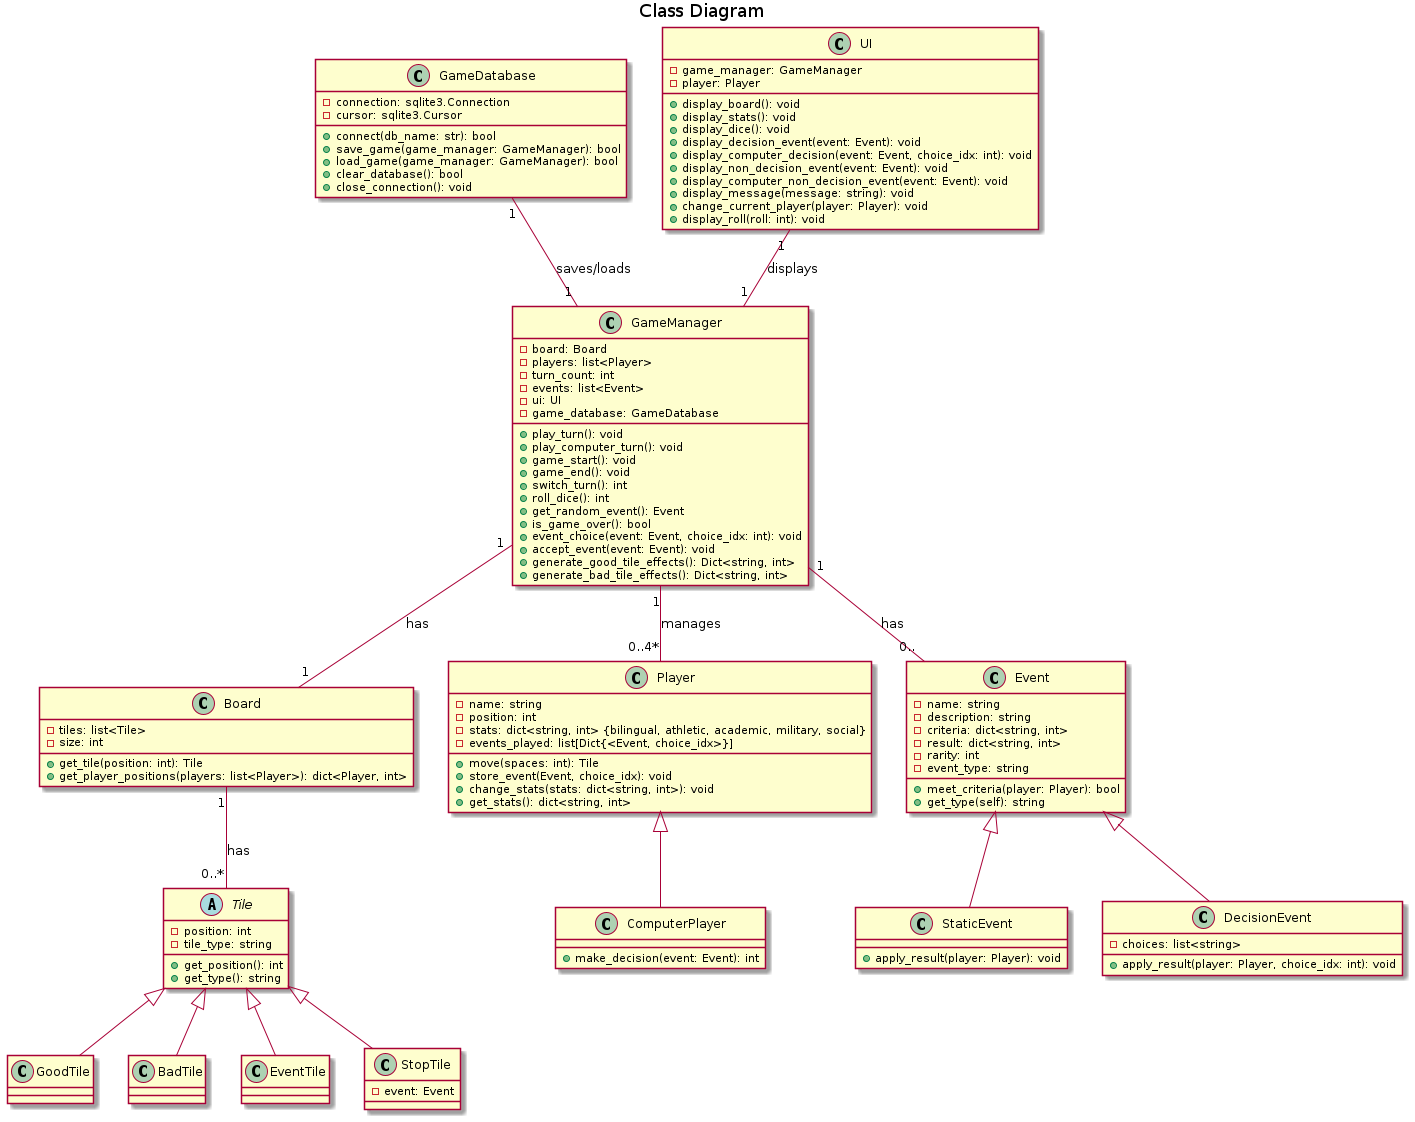 Class Diagram
C GameDatabase
connection: sqlite3.Connection
cursor: sqlite3.Cursor
connect(db_name: str): bool
save_game(game_manager: GameManager): bool
load_game(game_manager: GameManager): bool
clear_database(): bool
close_connection(): void
C UI
game_manager: GameManager
player: Player
display_board(): void
display_stats(): void
display_dice(): void
display_decision_event(event: Event): void
display_computer_decision(event: Event, choice_idx: int): void
display_non_decision_event(event: Event): void
display_computer_non_decision_event(event: Event): void
display_message(message: string): void
change_current_player(player: Player): void
display_roll(roll: int): void
1
saves/loads
1
1
displays
1
C GameManager
board: Board
players: list<Player>
turn_count: int
events: list<Event>
ui: UI
game_database: GameDatabase
play_turn(): void
play_computer_turn(): void
game_start(): void
game_end(): void
switch_turn(): int
roll_dice(): int
get_random_event(): Event
is_game_over(): bool
event_choice(event: Event, choice_idx: int): void
accept_event(event: Event): void
generate_good_tile_effects(): Dict<string, int>
generate_bad_tile_effects(): Dict<string, int>
1
has
1
1
manages
0..4*
1
has
0..
C Board
tiles: list<Tile>
size: int
get_tile(position: int): Tile
get_player_positions(players: list<Player>): dict<Player, int>
C Player
name: string
position: int
stats: dict<string, int> {bilingual, athletic, academic, military, social}
events_played: list[Dict{<Event, choice_idx>}]
move(spaces: int): Tile
store_event(Event, choice_idx): void
change_stats(stats: dict<string, int>): void
get_stats(): dict<string, int>
C Event
name: string
description: string
criteria: dict<string, int>
result: dict<string, int>
rarity: int
event_type: string
meet_criteria(player: Player): bool
get_type(self): string
1
has
0..*
A Tile
position: int
tile_type: string
get_position(): int
get_type(): string
C ComputerPlayer
make_decision(event: Event): int
C StaticEvent
apply_result(player: Player): void
C DecisionEvent
choices: list<string>
apply_result(player: Player, choice_idx: int): void
C GoodTile
C BadTile
C EventTile
C StopTile
event: Event